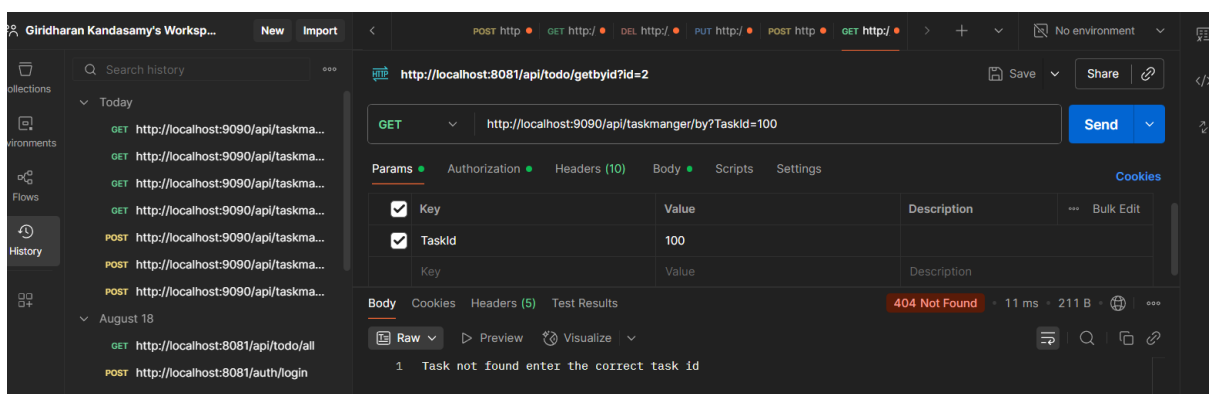 Giridharan Kandasamy's Worksp... New Import
POST http GET http:/ DEL http:/ PUT http:/ POST http GET http:/ No environment
Search history
http://localhost:8081/api/todo/getbyid?id=2 Save Share
ollections
Today
GET http://localhost:9090/api/taskma...
GET http://localhost:9090/api/taskmanger/by?TaskId=100 Send
vironments
GET http://localhost:9090/api/taskma...
Flows
GET http://localhost:9090/api/taskma...
Params Authorization Headers (10) Body Scripts Settings Cookies
GET http://localhost:9090/api/taskma...
Key Value Description Bulk Edit
History
POST http://localhost:9090/api/taskma...
TaskId 100
POST http://localhost:9090/api/taskma...
Key Value Description
POST http://localhost:9090/api/taskma...
Body Cookies Headers (5) Test Results 404 Not Found 11 ms 211 B
August 18
Raw Preview Visualize
GET http://localhost:8081/api/todo/all
1 Task not found enter the correct task id
POST http://localhost:8081/auth/login